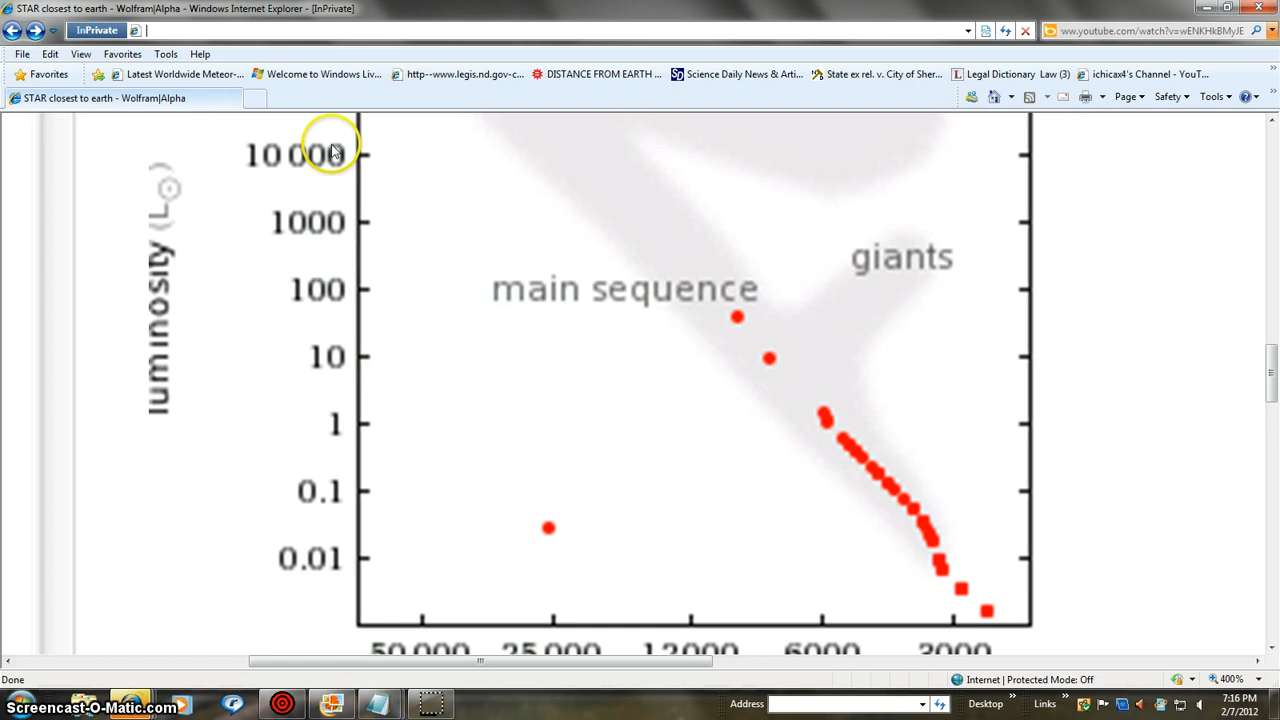 STAR closest to earth - Wolfram|Alpha - Windows Internet Explorer - [InPrivate]
InPrivate
ww.youtube.com/watch?v=wENKHkBMyJE
File Edit View Favorites Tools Help
Favorites Latest Worldwide Meteor-... Welcome to Windows Liv... http--www.legis.nd.gov-c... DISTANCE FROM EARTH ... Science Daily News & Arti... State ex rel. v. City of Sher... Legal Dictionary Law (3) ichicax4's Channel - YouT...
STAR closest to earth - Wolfram|Alpha
Page Safety Tools
10 000
1000
giants
100
main sequence
luminosity (L☉)
10
1
0.1
0.01
50 000 25 000 12 000 6000 3000
Done Internet | Protected Mode: Off 400%
Address Desktop Links 7:16 PM
2/7/2012
Screencast-O-Matic.com